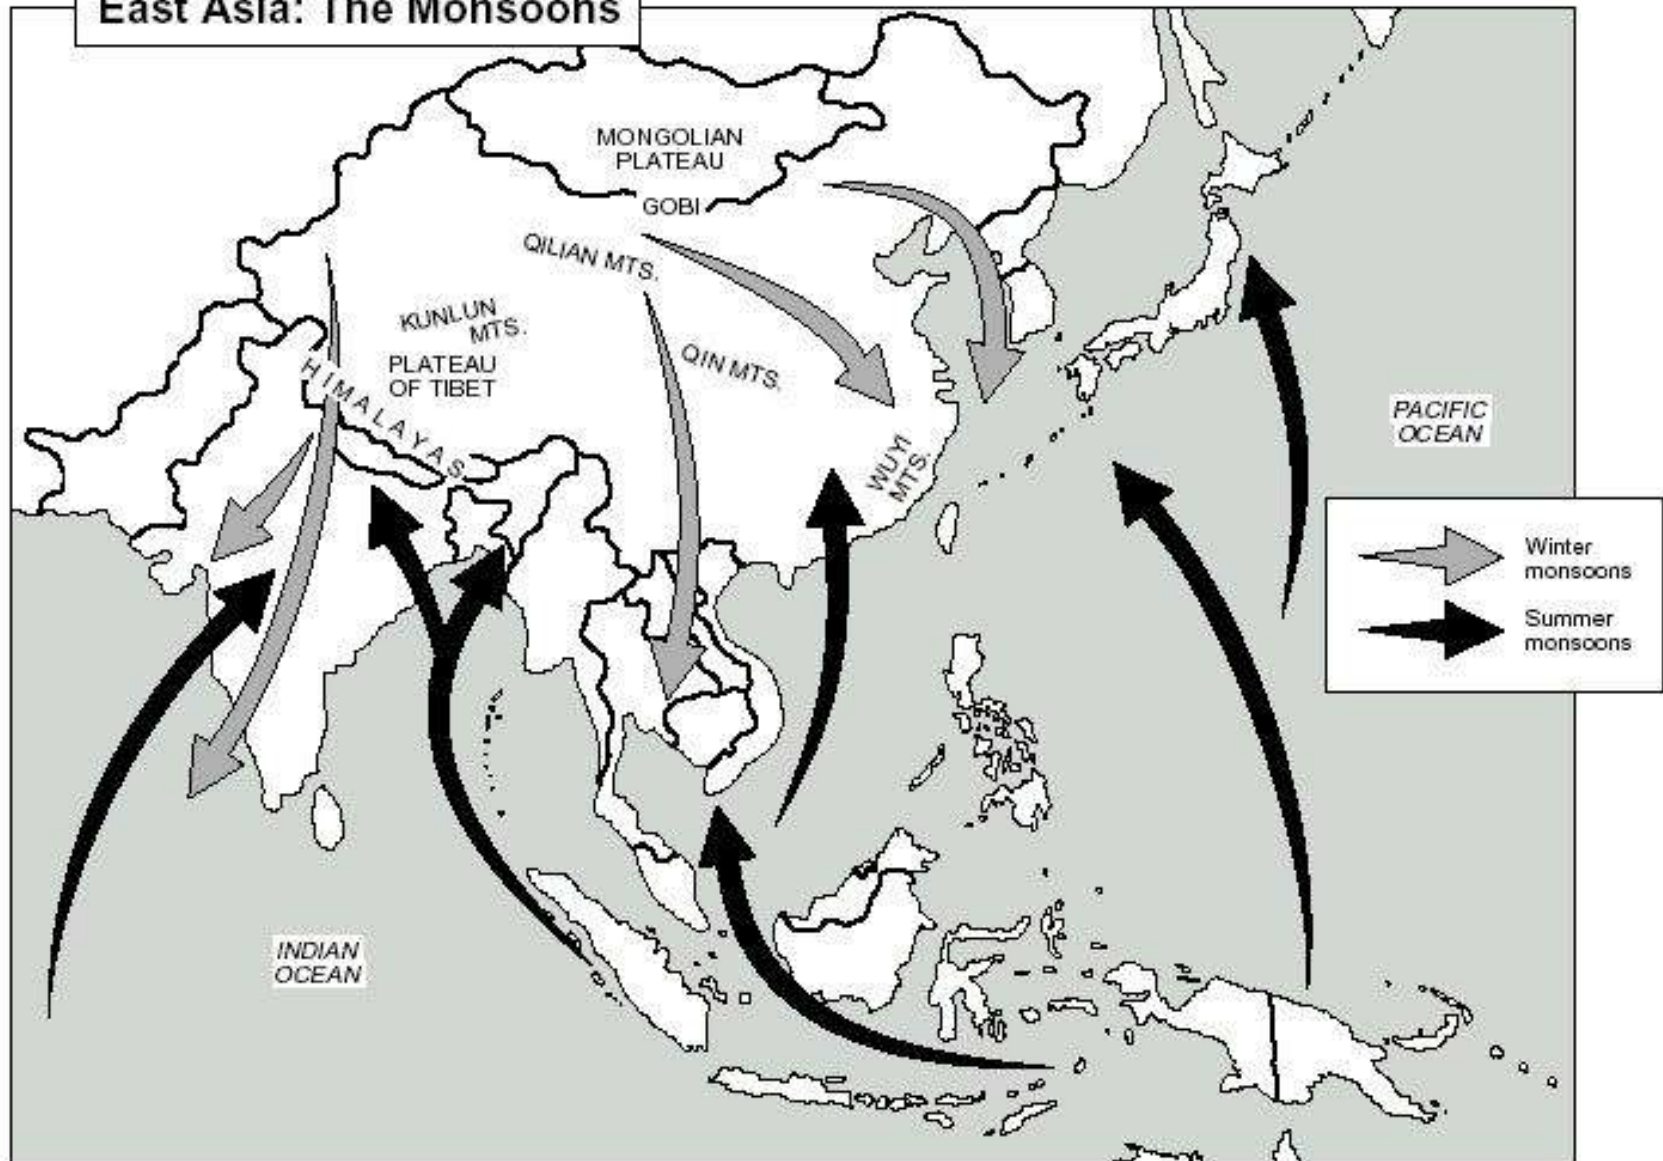 East Asia: The Monsoons
MONGOLIAN
PLATEAU
GOBI
QILIAN MTS.
KUNLUN
MTS.
PLATEAU
OF TIBET
QIN MTS.
HIMALAYAS
WUYI
MTS.
PACIFIC
OCEAN
Winter
monsoons
Summer
monsoons
INDIAN
OCEAN